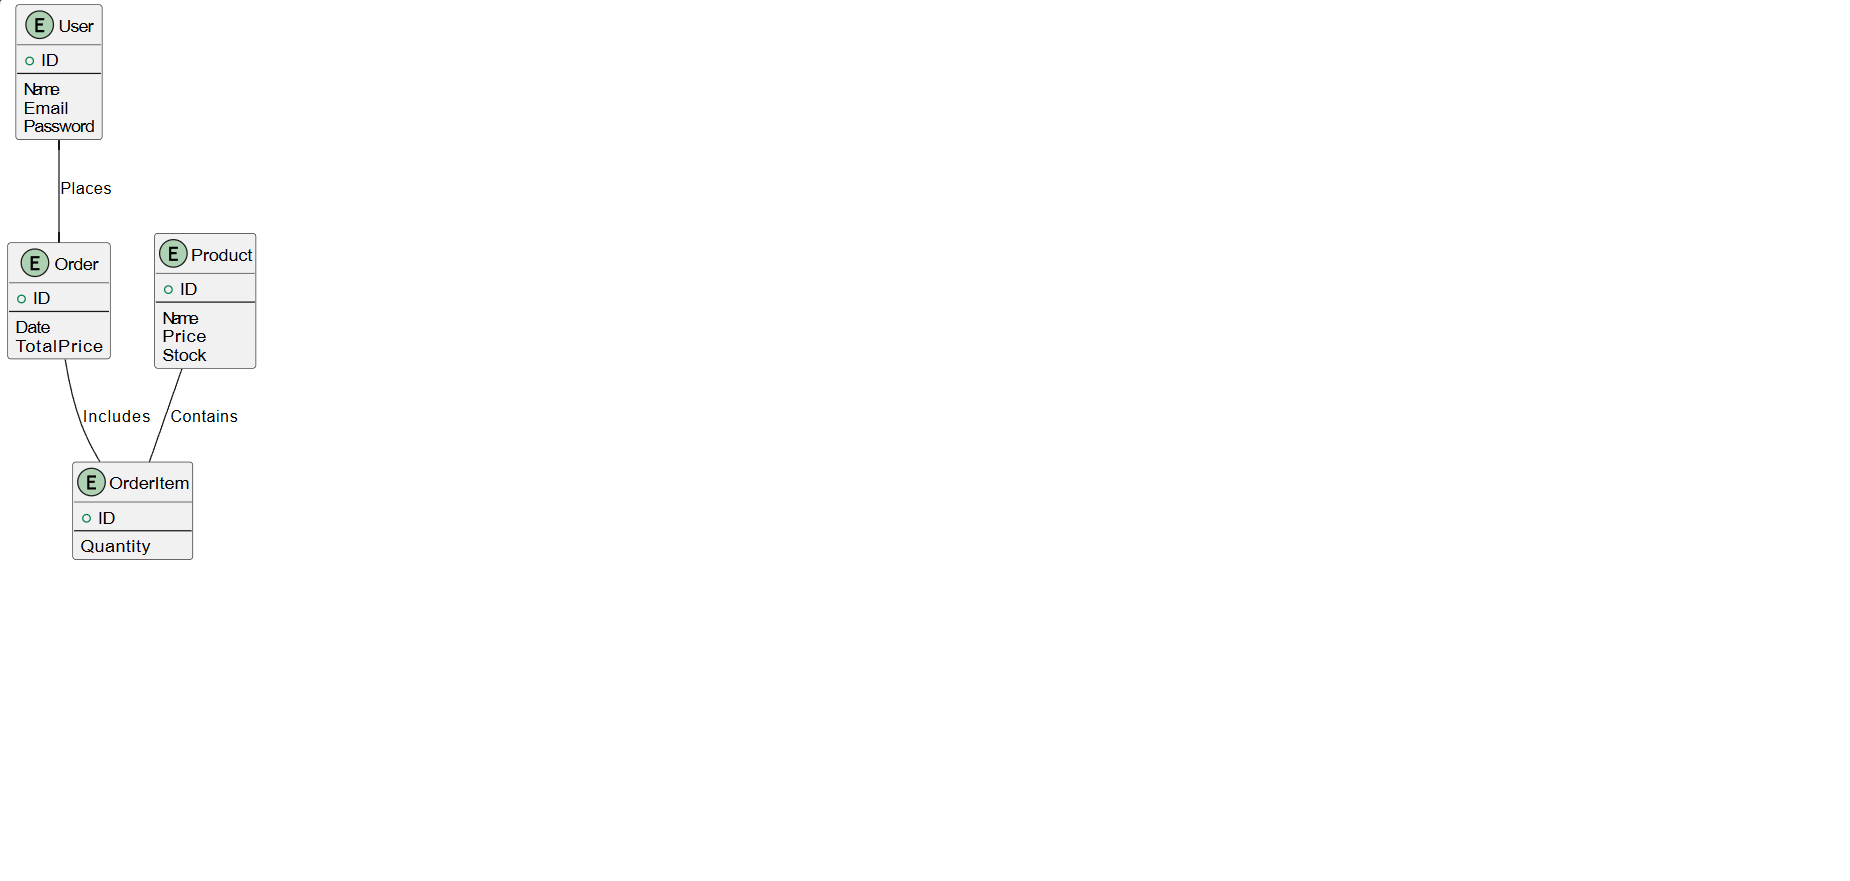 E User
ID
Name
Email
Password
Places
E Order
ID
Date
TotalPrice
E Product
ID
Name
Price
Stock
Includes
Contains
E OrderItem
ID
Quantity